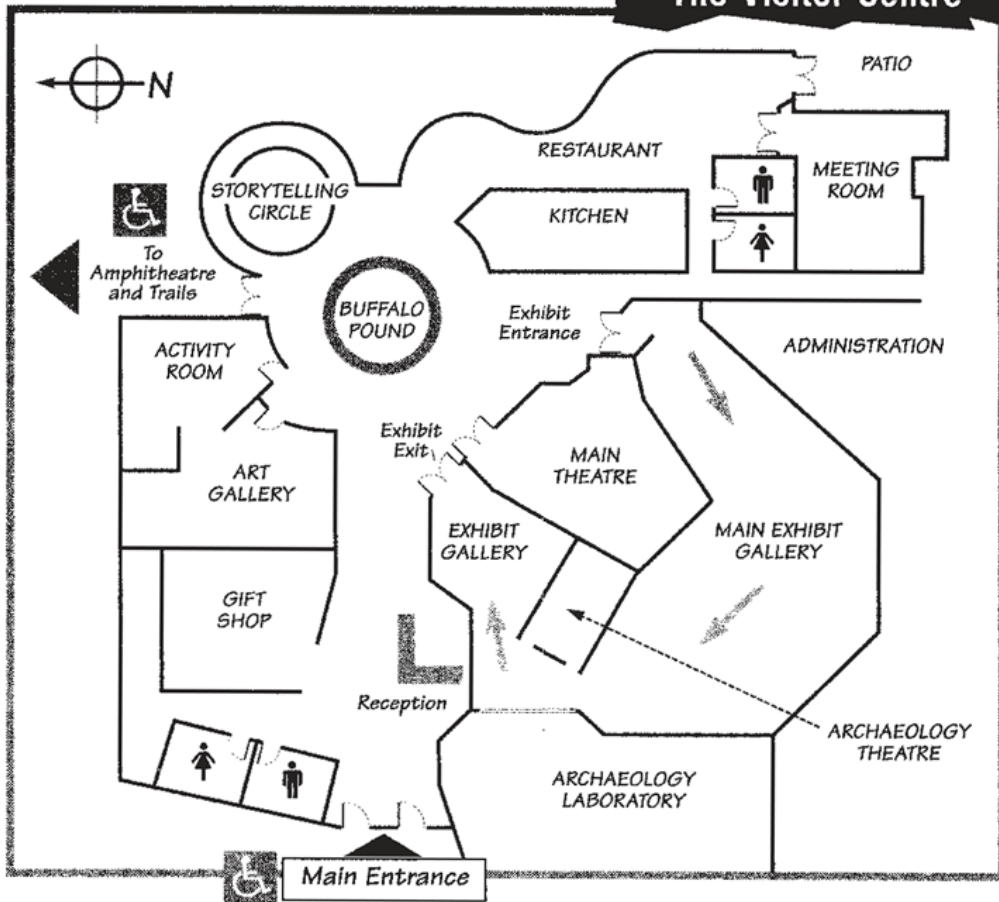 The Visitor Centre
N
PATIO
RESTAURANT
MEETING
ROOM
STORYTELLING
CIRCLE
KITCHEN
To
Amphitheatre
and Trails
BUFFALO
POUND
Exhibit
Entrance
ADMINISTRATION
ACTIVITY
ROOM
Exhibit
Exit
MAIN
THEATRE
ART
GALLERY
EXHIBIT
GALLERY
MAIN EXHIBIT
GALLERY
GIFT
SHOP
Reception
ARCHAEOLOGY
THEATRE
ARCHAEOLOGY
LABORATORY
Main Entrance